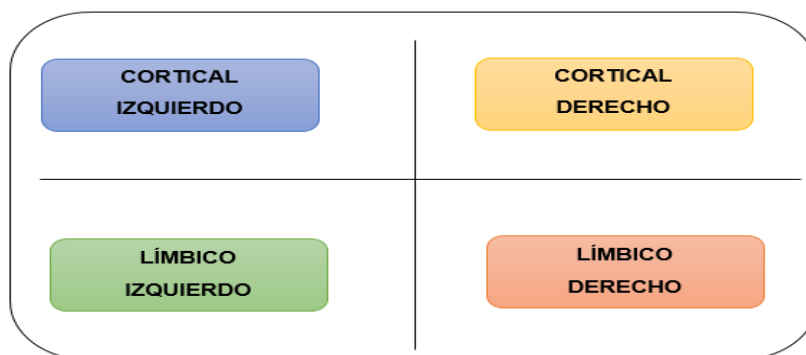 CORTICAL
IZQUIERDO
CORTICAL
DERECHO
LÍMBICO
IZQUIERDO
LÍMBICO
DERECHO